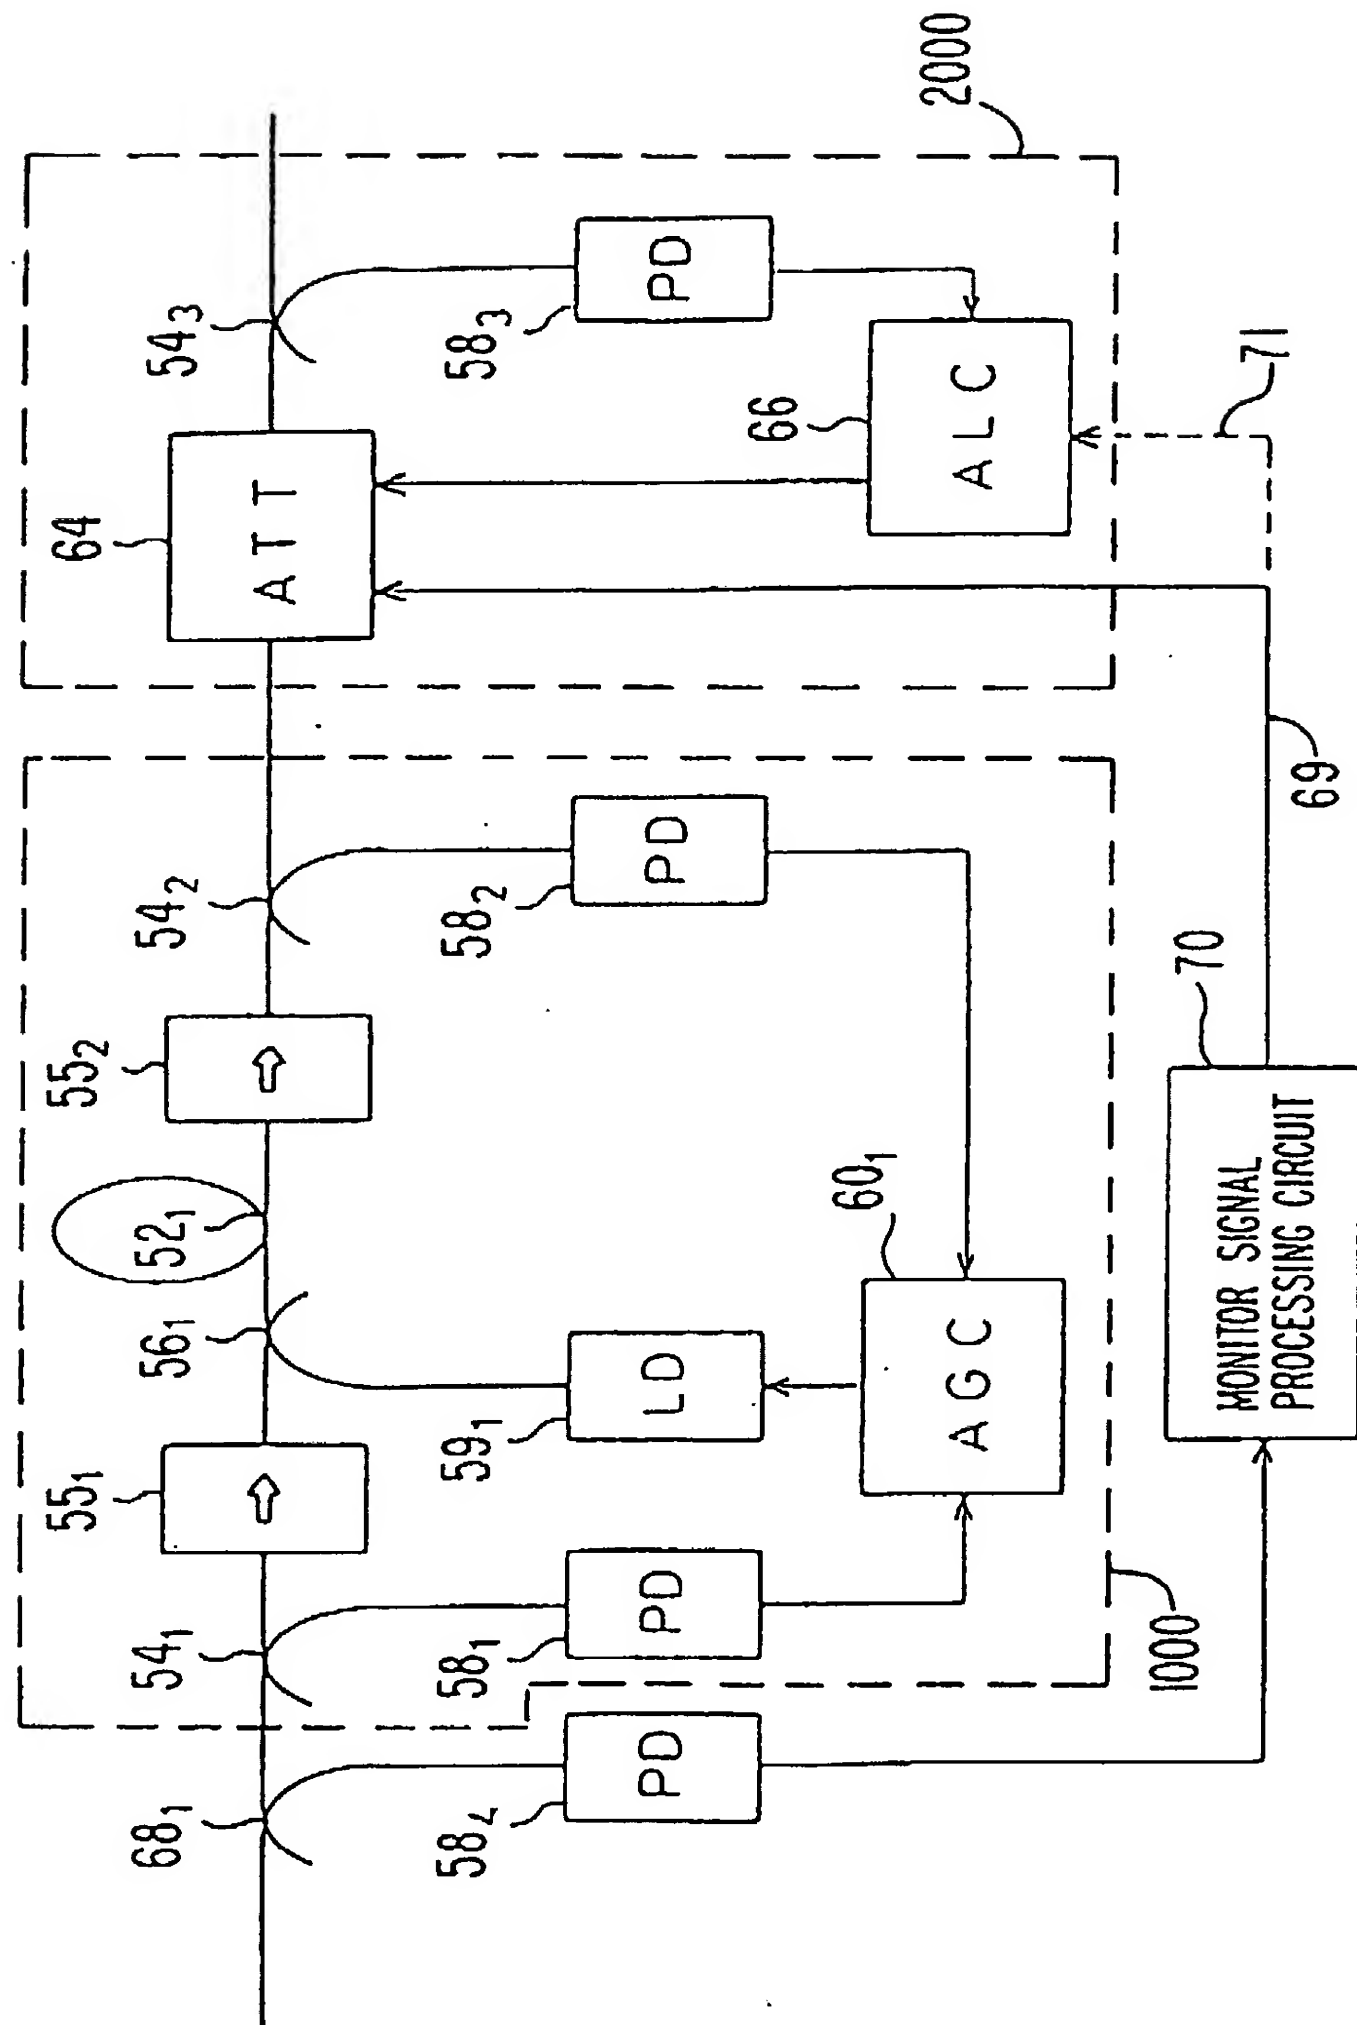 68₁
54₁
55₁
56₁
52₁
55₂
54₂
64
54₃
ATT
58₄
PD
58₁
PD
59₁
LD
58₂
PD
58₃
PD
60₁
AGC
66
ALC
1000
2000
70
MONITOR SIGNAL
PROCESSING CIRCUIT
69
71